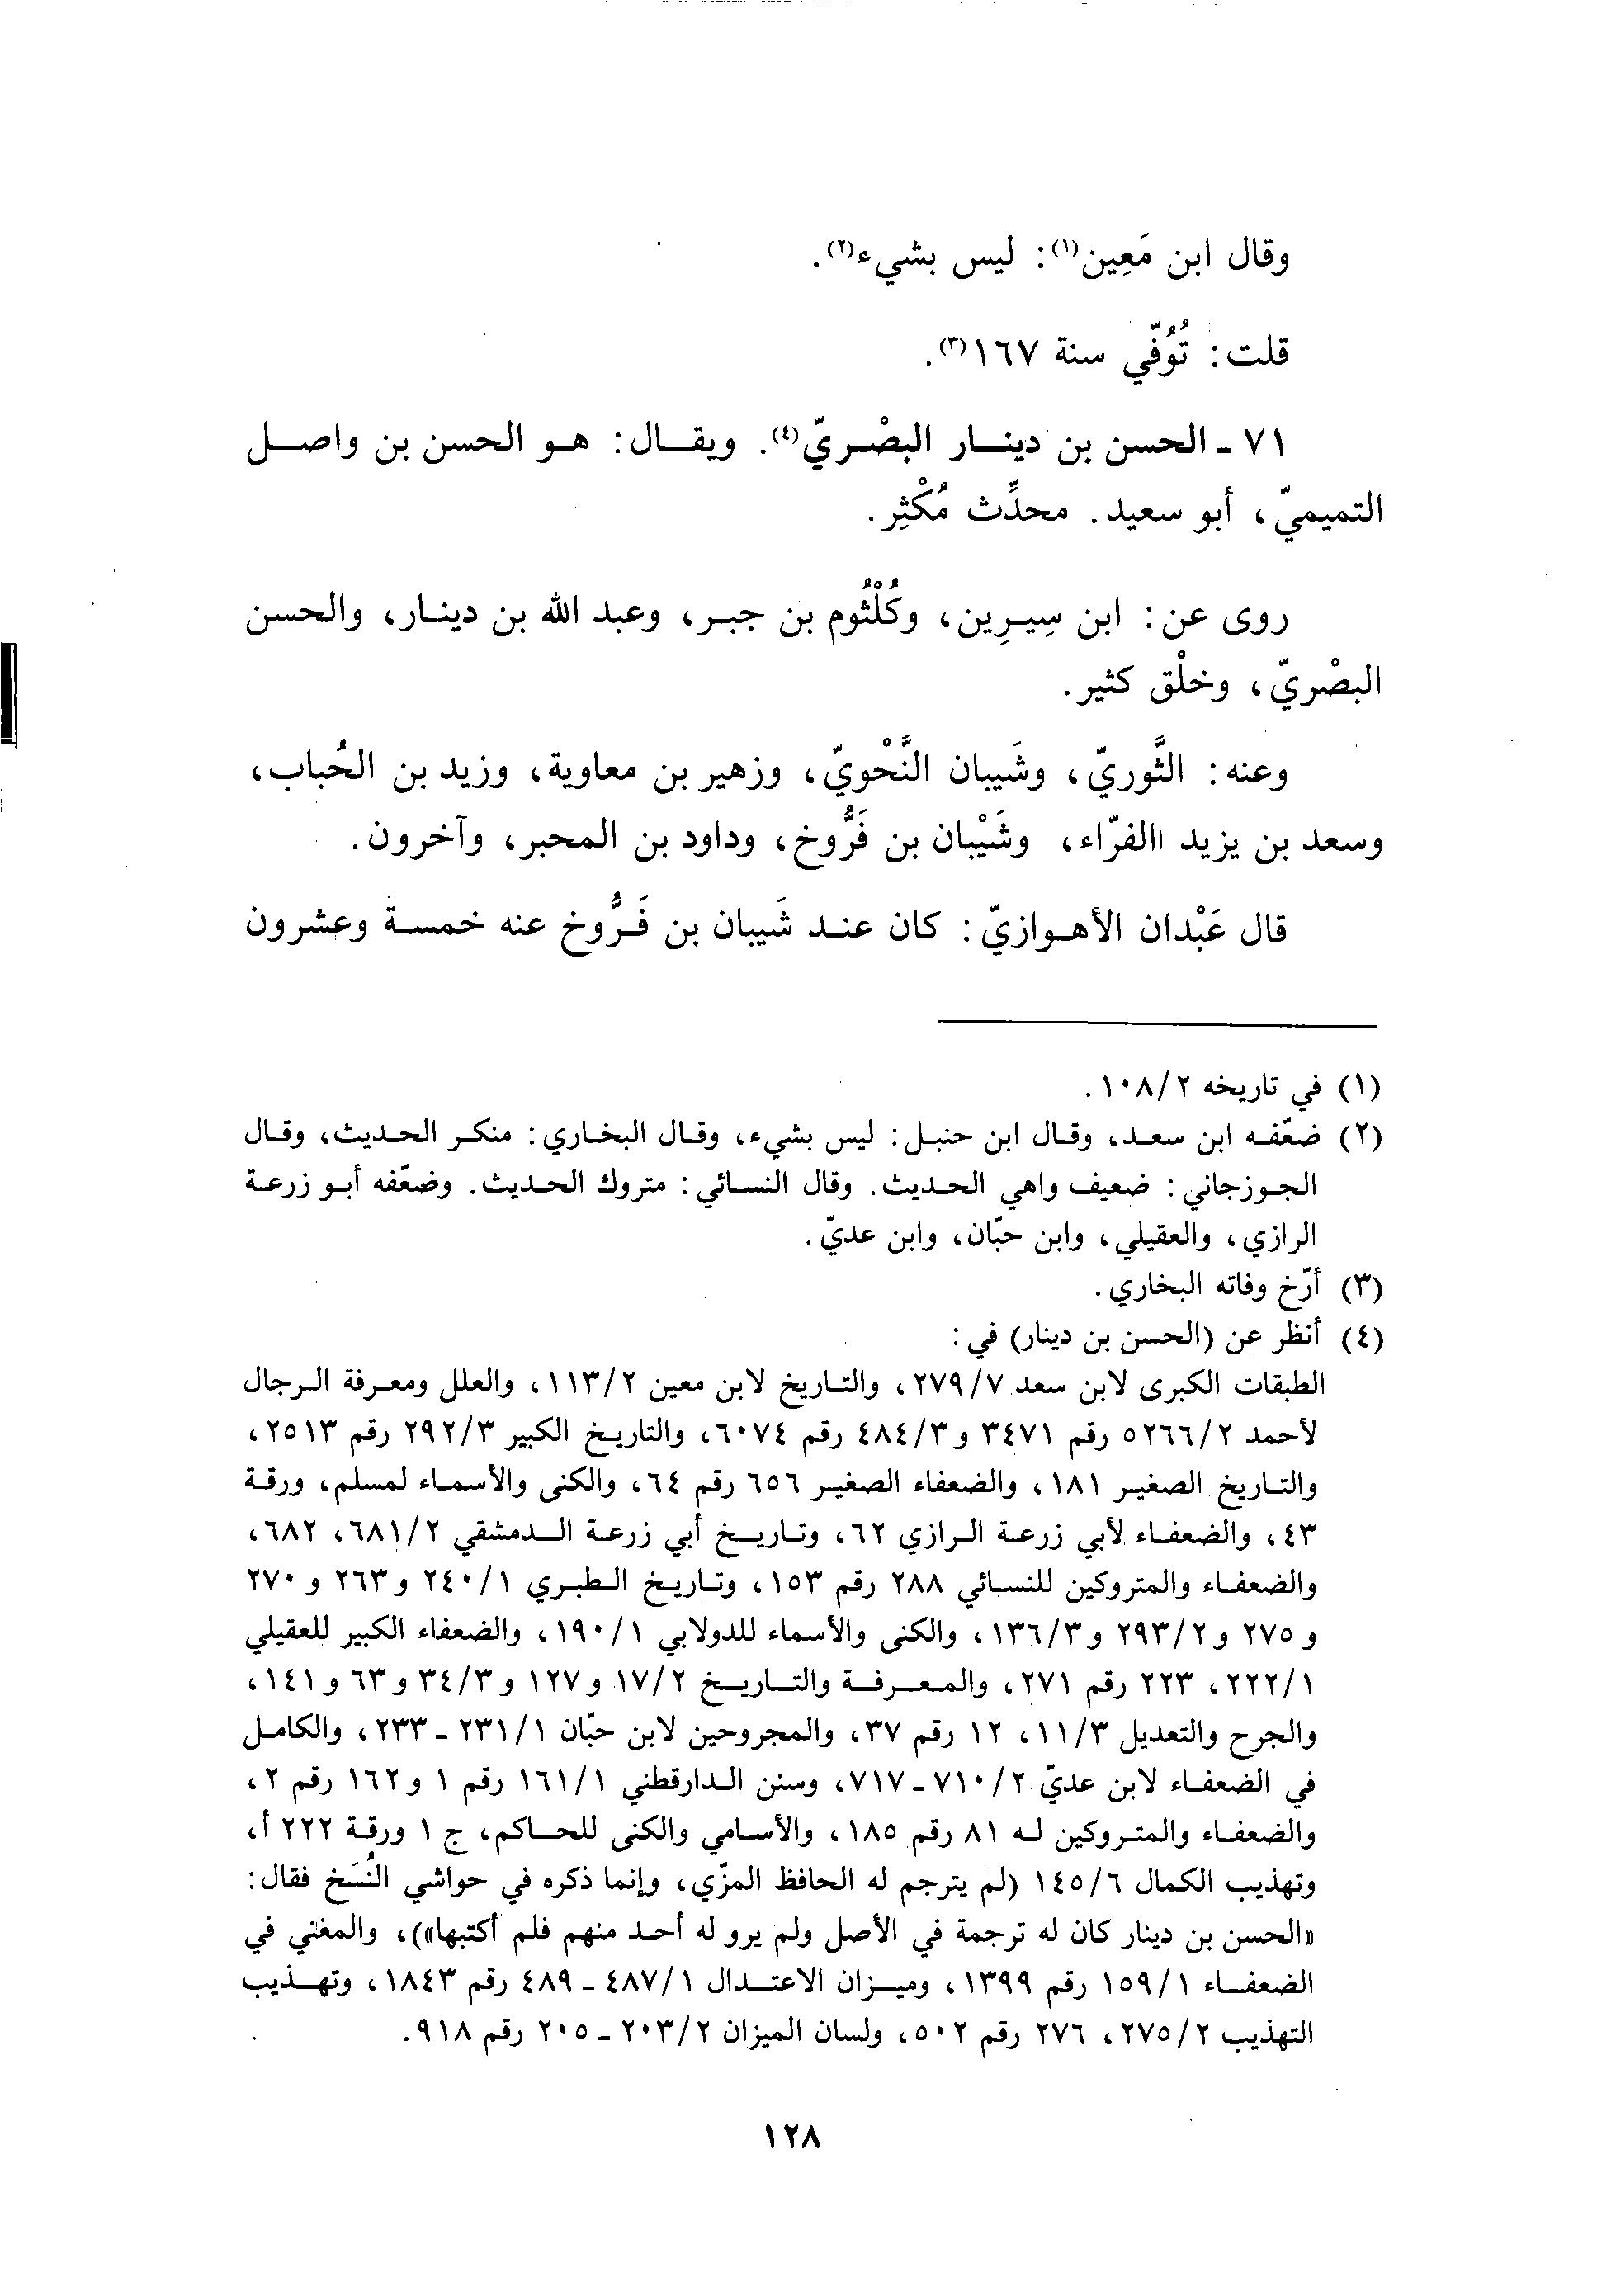 وقال ابن مَعِين(١): ليس بشيء(٢).
قلت: تُوُفّي سنة ١٦٧(٣).
٧١ - الحسن بن دينار البصْريّ(٤). ويقال: هو الحسن بن واصل
التميميّ، أبو سعيد. محدِّث مُكْثِر.
روى عن: ابن سِيرِين، وكُلْثُوم بن جبر، وعبد الله بن دينار، والحسن
البصْريّ، وخلْق كثير.
وعنه: الثَّوريّ، وشَيبان النَّحْويّ، وزهير بن معاوية، وزيد بن الحُباب،
وسعد بن يزيد االفرّاء، وشَيْبان بن فَرُّوخ، وداود بن المحبر، وآخرون.
قال عَبْدان الأهوازيّ: كان عند شَيبان بن فَرُّوخ عنه خمسة وعشرون
(١) في تاريخه ١٠٨/٢.
(٢) ضعّفه ابن سعد، وقال ابن حنبل: ليس بشيء، وقال البخاري: منكر الحديث، وقال
الجوزجاني: ضعيف واهي الحديث. وقال النسائي: متروك الحديث. وضعّفه أبو زرعة
الرازي، والعقيلي، وابن حبّان، وابن عديّ.
(٣) أرّخ وفاته البخاري.
(٤) أنظر عن (الحسن بن دينار) في:
الطبقات الكبرى لابن سعد ٢٧٩/٧، والتاريخ لابن معين ١١٣/٢، والعلل ومعرفة الرجال
لأحمد ٥٢٦٦/٢ رقم ٣٤٧١ و٤٨٤/٣ رقم ٦٠٧٤، والتاريخ الكبير ٢٩٢/٣ رقم ٢٥١٣،
والتاريخ الصغير ١٨١، والضعفاء الصغير ٦٥٦ رقم ٦٤، والكنى والأسماء لمسلم، ورقة
٤٣، والضعفاء لأبي زرعة الرازي ٦٢، وتاريخ أبي زرعة الدمشقي ٦٨١/٢، ٦٨٢،
والضعفاء والمتروكين للنسائي ٢٨٨ رقم ١٥٣، وتاريخ الطبري ٢٤٠/١ و٢٦٣ و٢٧٠
و٢٧٥ و٢٩٣/٢ و١٣٦/٣، والكنى والأسماء للدولابي ١٩٠/١، والضعفاء الكبير للعقيلي
٢٢٢/١، ٢٢٣ رقم ٢٧١، والمعرفة والتاريخ ١٧/٢ و١٢٧ و٣٤/٣ و٦٣ و١٤١،
والجرح والتعديل ١١/٣، ١٢ رقم ٣٧، والمجروحين لابن حبّان ٢٣١/١ - ٢٣٣، والكامل
في الضعفاء لابن عديّ ٧١٠/٢ - ٧١٧، وسنن الدارقطني ١٦١/١ رقم ١ و١٦٢ رقم ٢،
والضعفاء والمتروكين له ٨١ رقم ١٨٥، والأسامي والكنى للحاكم، ج ١ ورقة ٢٢٢ أ،
وتهذيب الكمال ١٤٥/٦ (لم يترجم له الحافظ المزّي، وإنما ذكره في حواشي النُسَخ فقال:
«الحسن بن دينار كان له ترجمة في الأصل ولم يرو له أحد منهم فلم أكتبها»)، والمغني في
الضعفاء ١٥٩/١ رقم ١٣٩٩، وميزان الاعتدال ٤٨٧/١ - ٤٨٩ رقم ١٨٤٣، وتهذيب
التهذيب ٢٧٥/٢، ٢٧٦ رقم ٥٠٢، ولسان الميزان ٢٠٣/٢ - ٢٠٥ رقم ٩١٨.
١٢٨